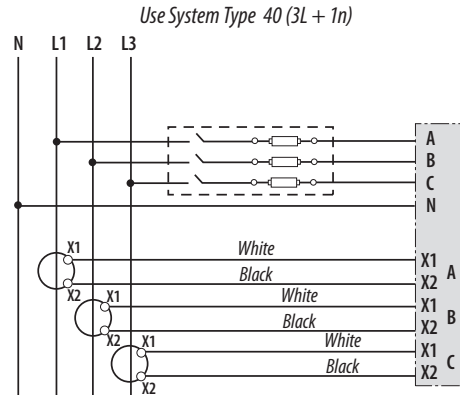 Use System Type 40 (3L + 1n)
N L1 L2 L3
A
B
C
N
X1 White X1
X2 Black X2 A
X1 White X1
X2 Black X2 B
X1 White X1
X2 Black X2 C